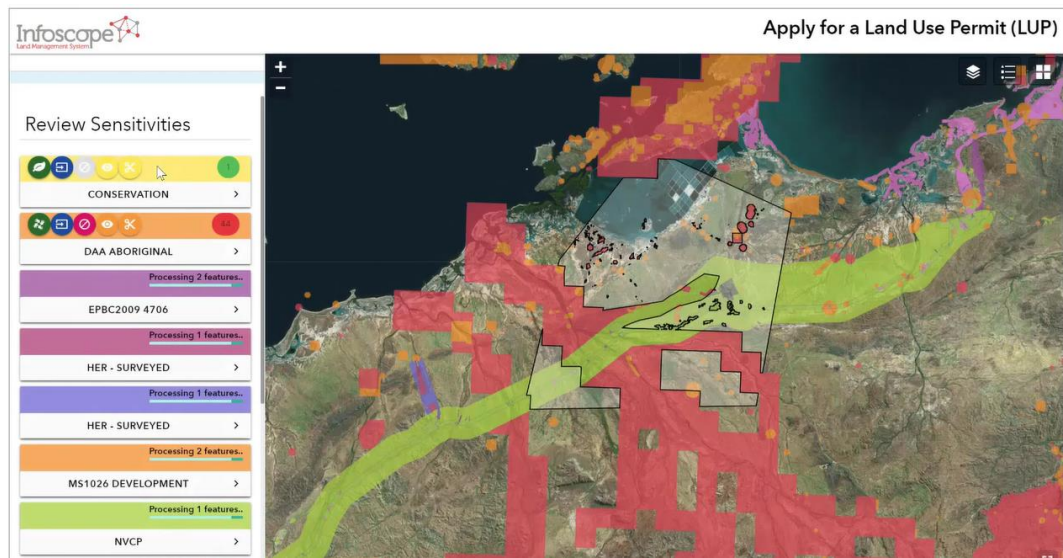 Infoscope
Land Management System
Apply for a Land Use Permit (LUP)
Review Sensitivities
1
CONSERVATION
44
DAA ABORIGINAL
Processing 2 features..
EPBC2009 4706
Processing 1 features..
HER - SURVEYED
Processing 1 features..
HER - SURVEYED
Processing 2 features..
MS1026 DEVELOPMENT
Processing 1 features..
NVCP